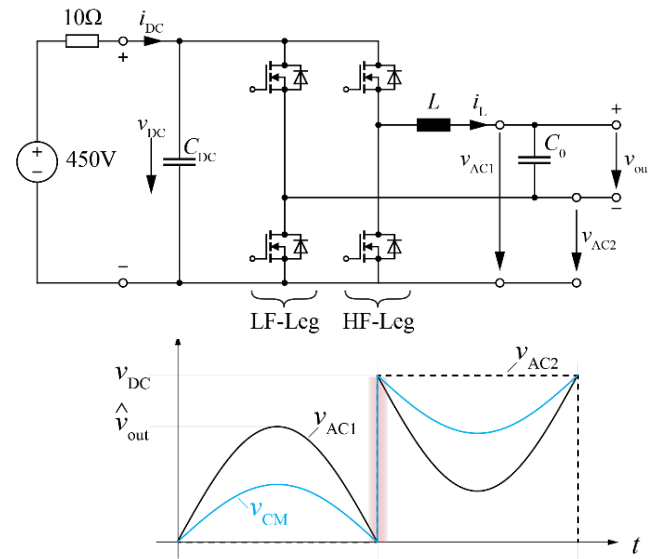 10Ω
i_DC
+
v_DC
C_DC
+
−
450V
L
i_L
+
v_AC1
C_0
v_ou
−
v_AC2
−
LF-Leg
HF-Leg
v_DC
v̂_out
v_AC1
v_AC2
v_CM
t